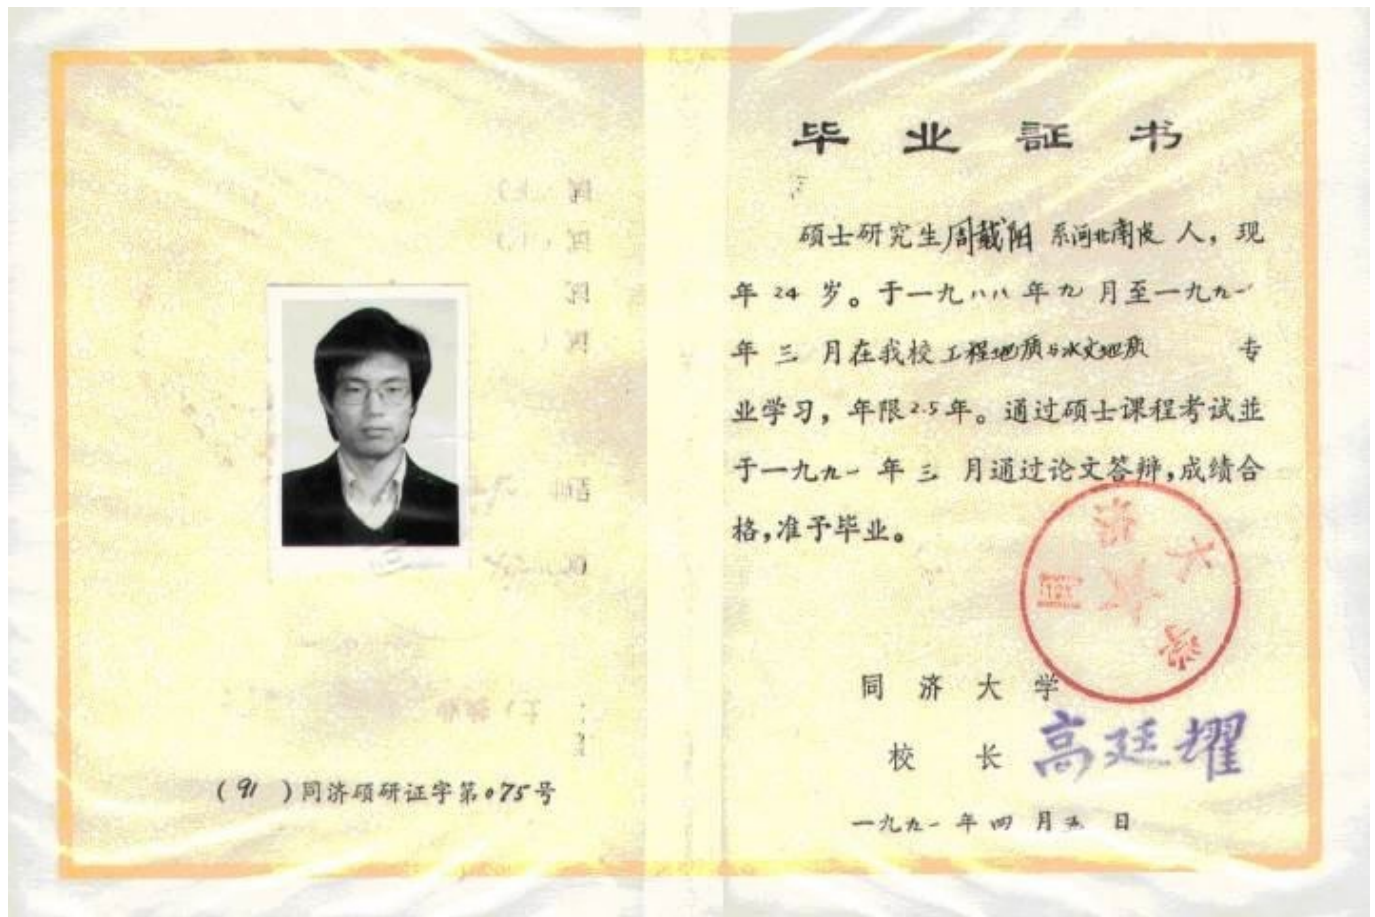 (91)同济硕研证字第075号
毕业証书
硕士研究生周载阳 系河北南皮 人，现
年 24 岁。于一九八八年九月至一九九一
年 三 月在我校工程地质与水文地质 专
业学习，年限2.5年。通过硕士课程考试並
于一九九一 年 三 月通过论文答辩，成绩合
格，准予毕业。
同济大学
校 长 高廷耀
一九九一年四月五日